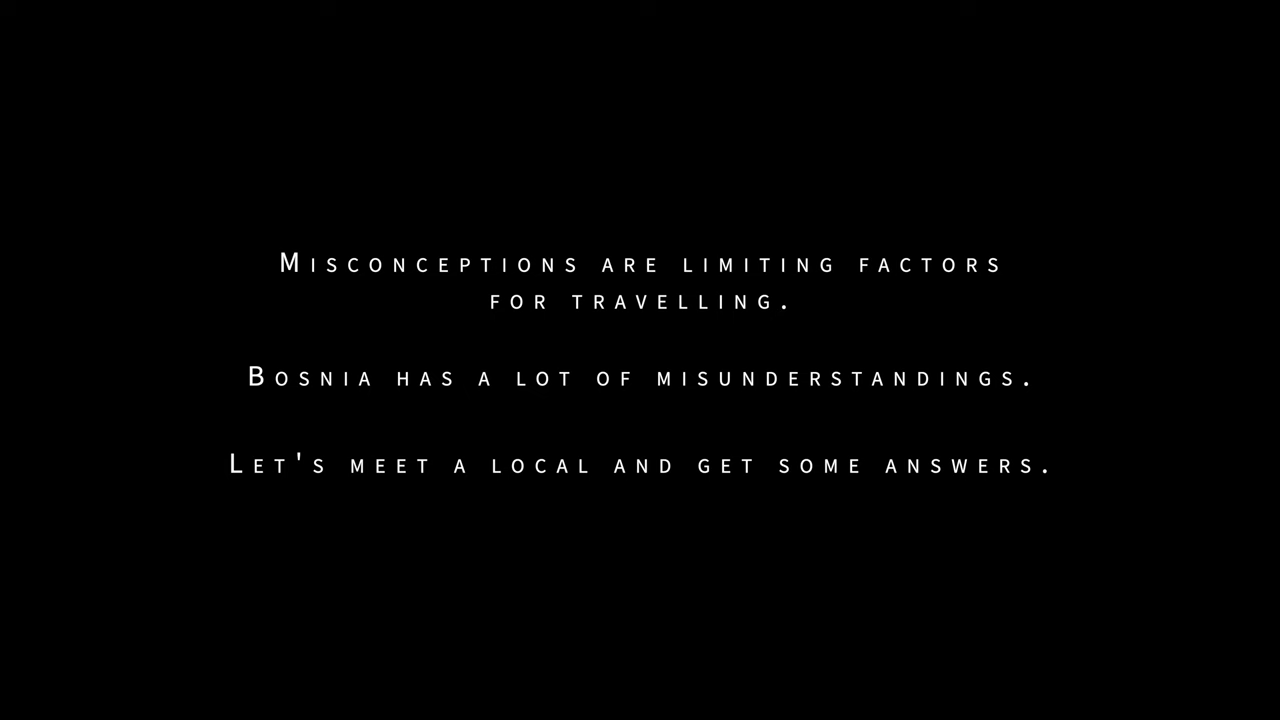 Misconceptions are limiting factors
for travelling.
Bosnia has a lot of misunderstandings.
Let's meet a local and get some answers.